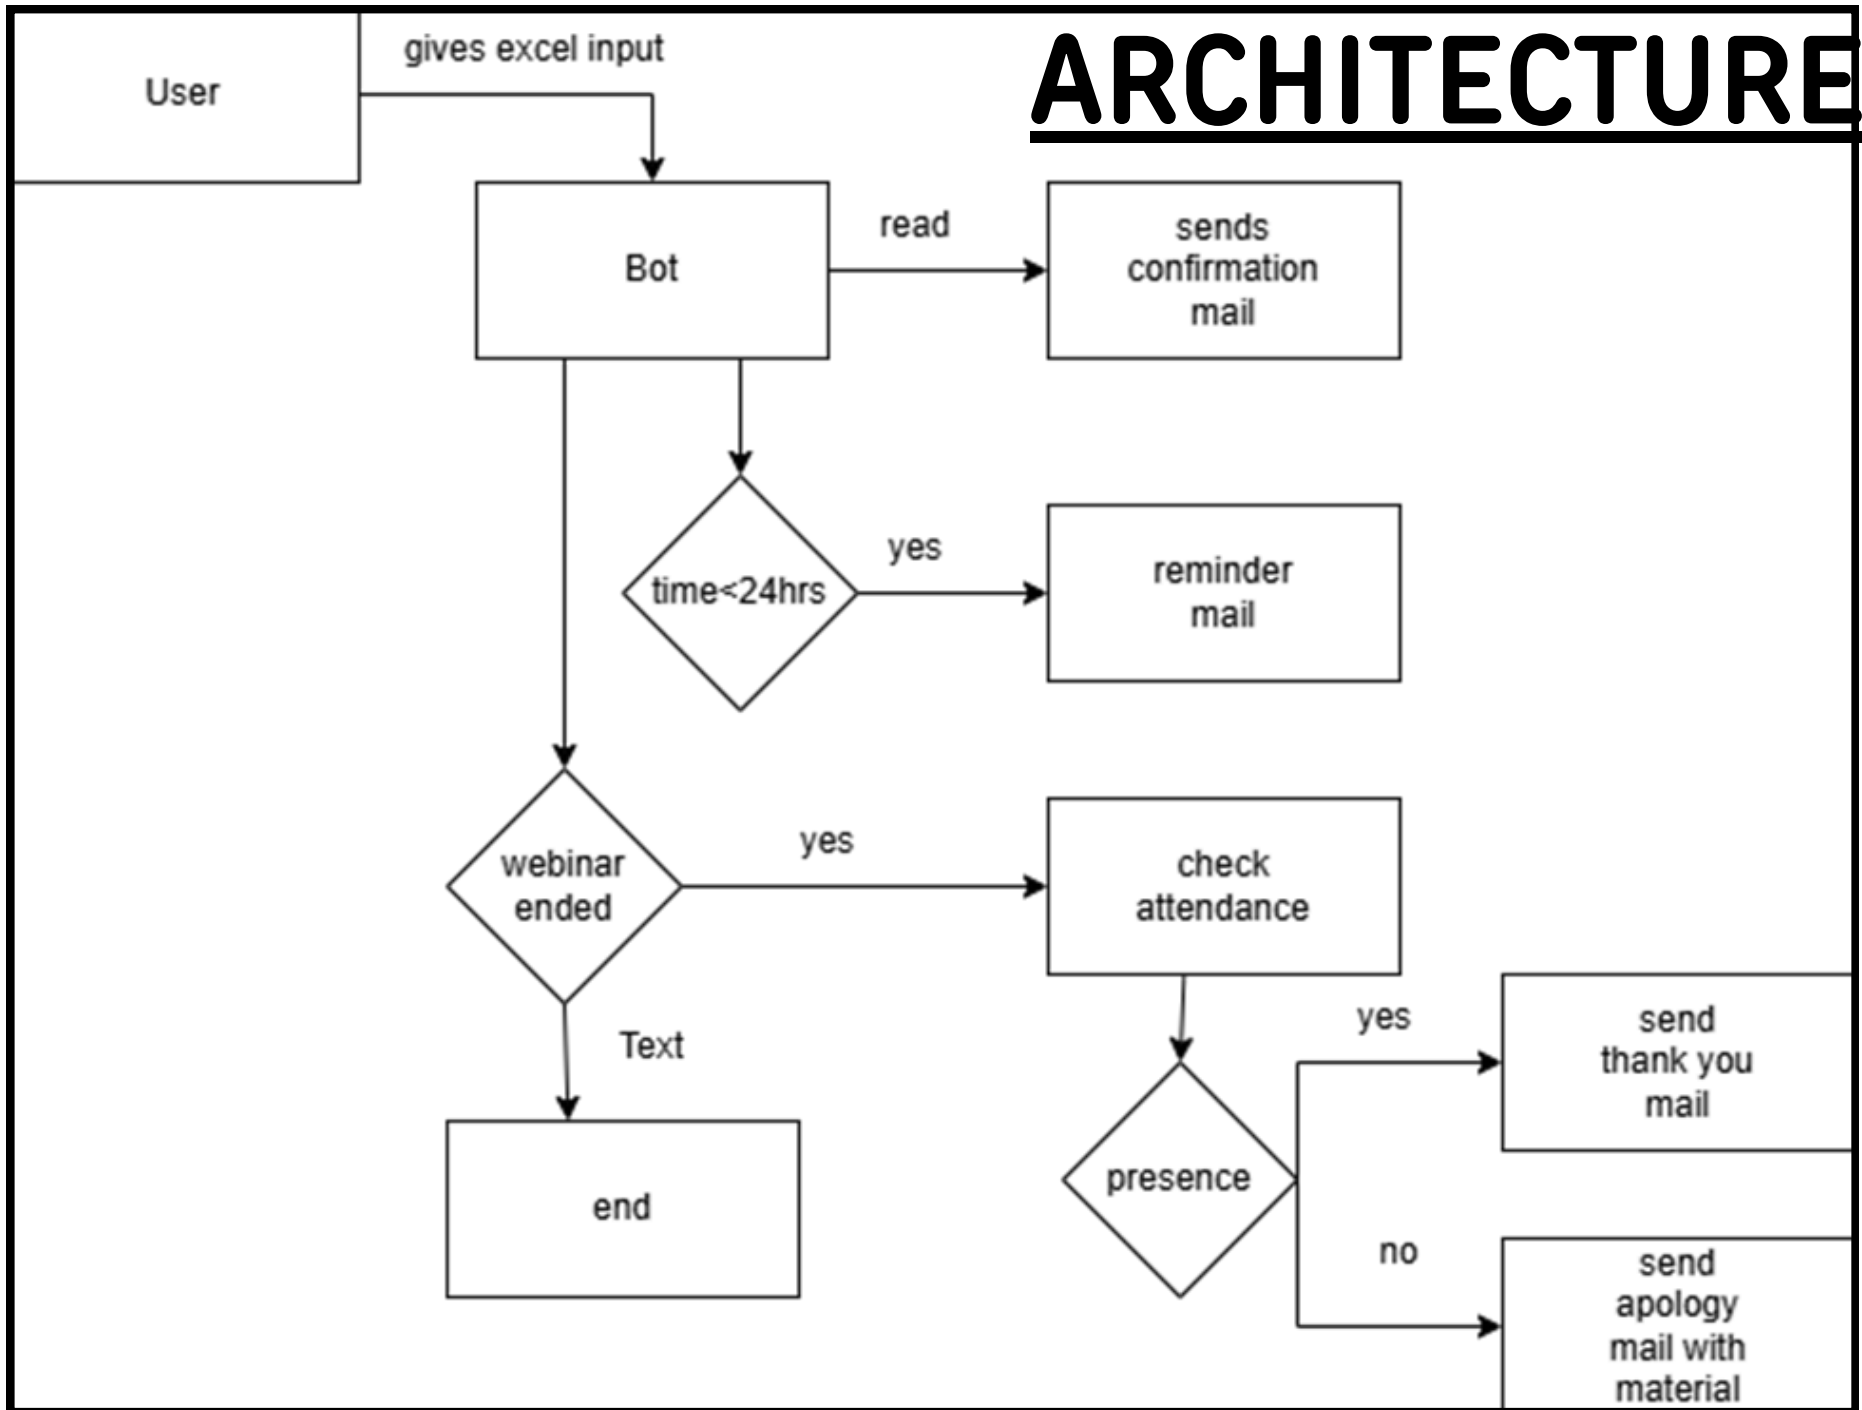 ARCHITECTURE
gives excel input
User
Bot
read
sends
confirmation
mail
time<24hrs
yes
reminder
mail
webinar
ended
yes
check
attendance
Text
end
presence
yes
send
thank you
mail
no
send
apology
mail with
material